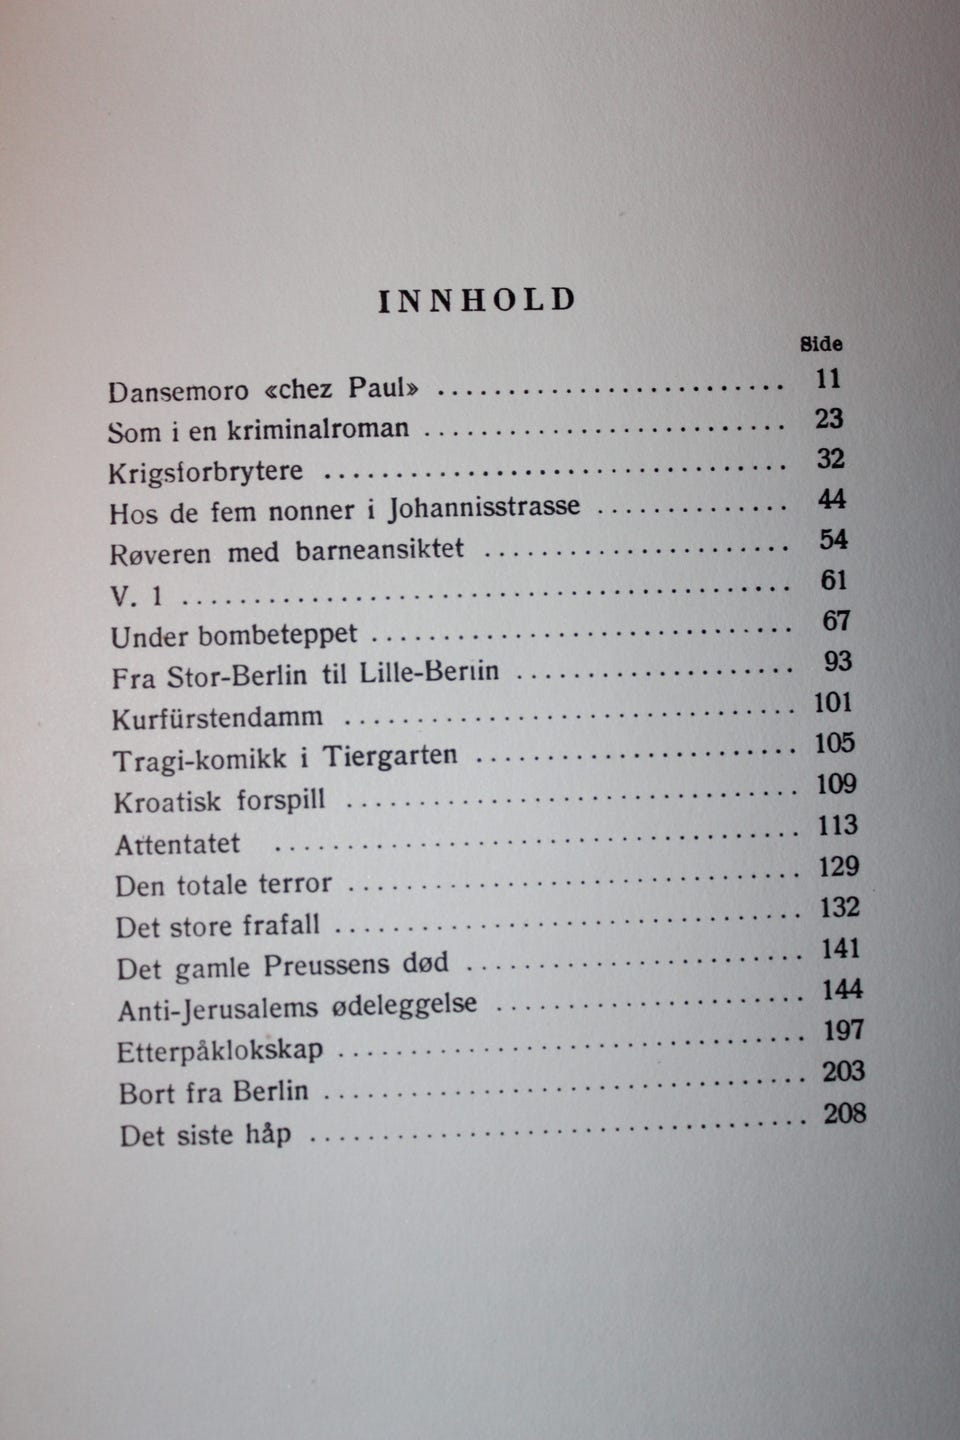 INNHOLD
Side
Dansemoro «chez Paul» ........................ 11
Som i en kriminalroman ........................ 23
Krigsforbrytere ................................ 32
Hos de fem nonner i Johannisstrasse .............. 44
Røveren med barneansiktet ...................... 54
V. 1 .......................................... 61
Under bombeteppet ............................. 67
Fra Stor-Berlin til Lille-Berlin .................... 93
Kurfürstendamm ................................ 101
Tragi-komikk i Tiergarten ....................... 105
Kroatisk forspill ................................ 109
Attentatet ..................................... 113
Den totale terror ................................ 129
Det store frafall ................................. 132
Det gamle Preussens død ........................ 141
Anti-Jerusalems ødeleggelse ...................... 144
Etterpåklokskap ................................. 197
Bort fra Berlin .................................. 203
Det siste håp ................................... 208